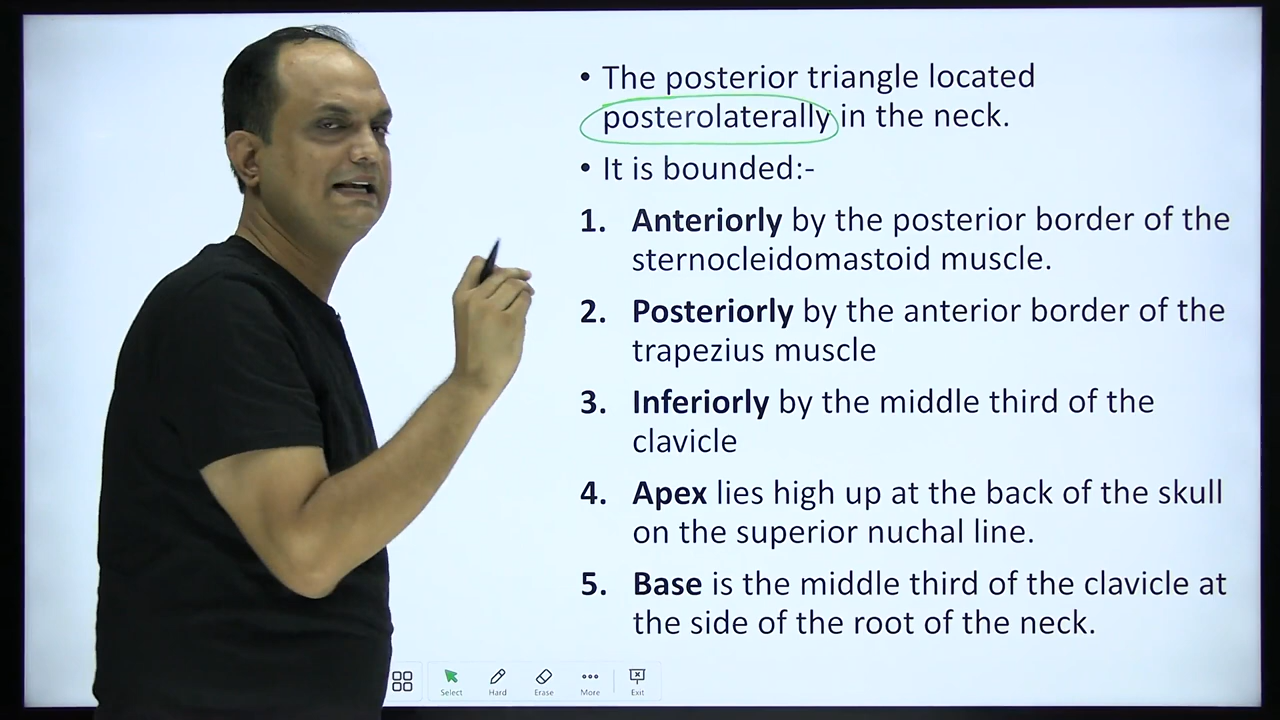 • The posterior triangle located
posterolaterally in the neck.
• It is bounded:-
1. Anteriorly by the posterior border of the
sternocleidomastoid muscle.
2. Posteriorly by the anterior border of the
trapezius muscle
3. Inferiorly by the middle third of the
clavicle
4. Apex lies high up at the back of the skull
on the superior nuchal line.
5. Base is the middle third of the clavicle at
the side of the root of the neck.
Select Hard Erase More Exit